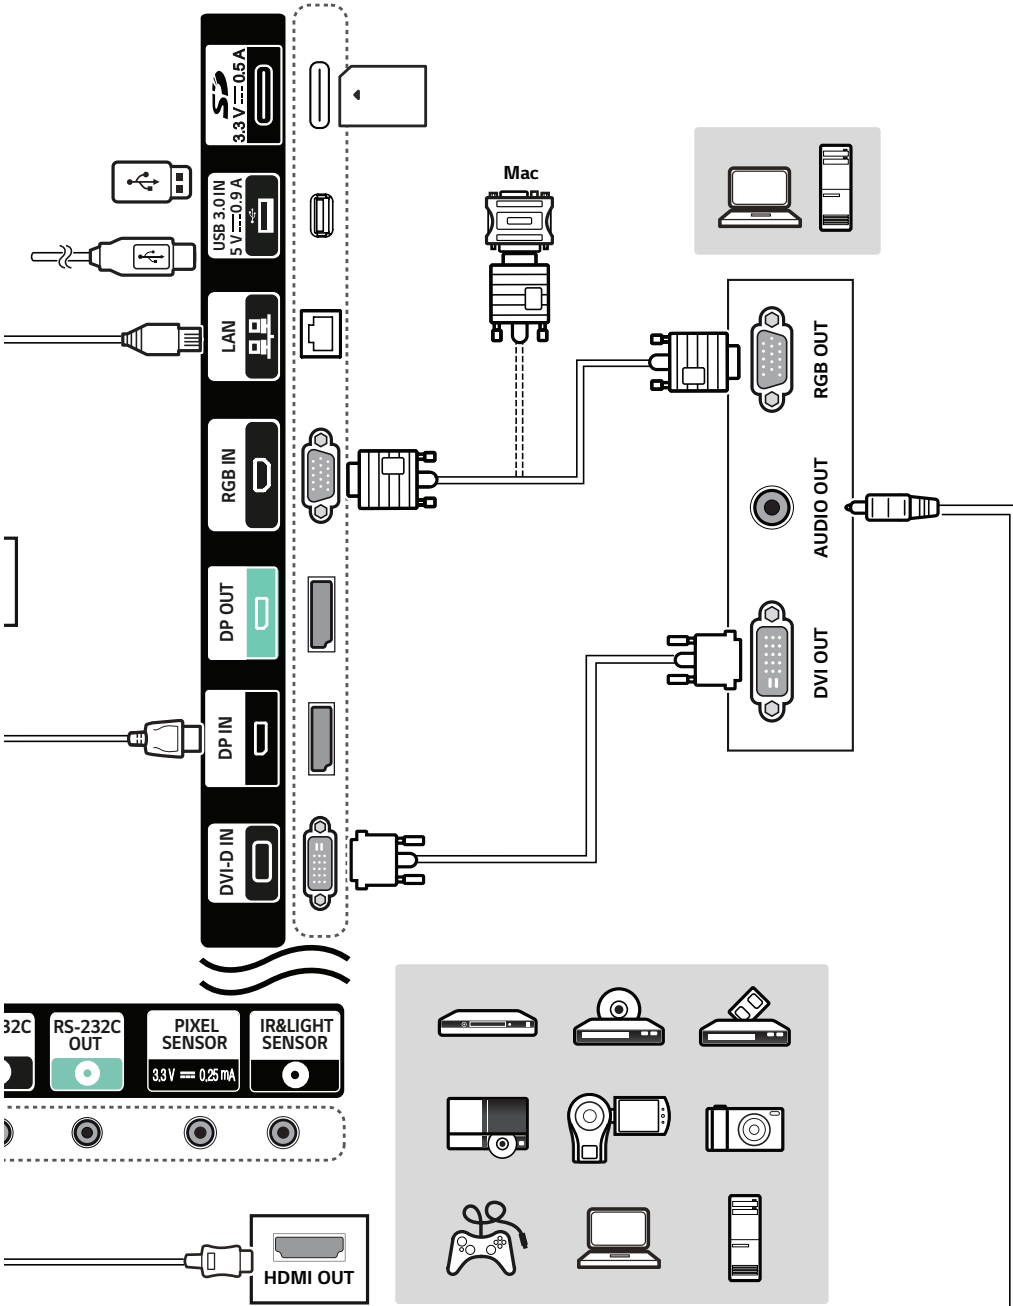 SD
3.3 V 0.5 A
USB 3.0 IN
5 V 0.9 A
LAN
RGB IN
DP OUT
DP IN
DVI-D IN
Mac
RGB OUT
AUDIO OUT
DVI OUT
32C
RS-232C
OUT
PIXEL
SENSOR
3.3 V 0.25 mA
IR&LIGHT
SENSOR
HDMI OUT